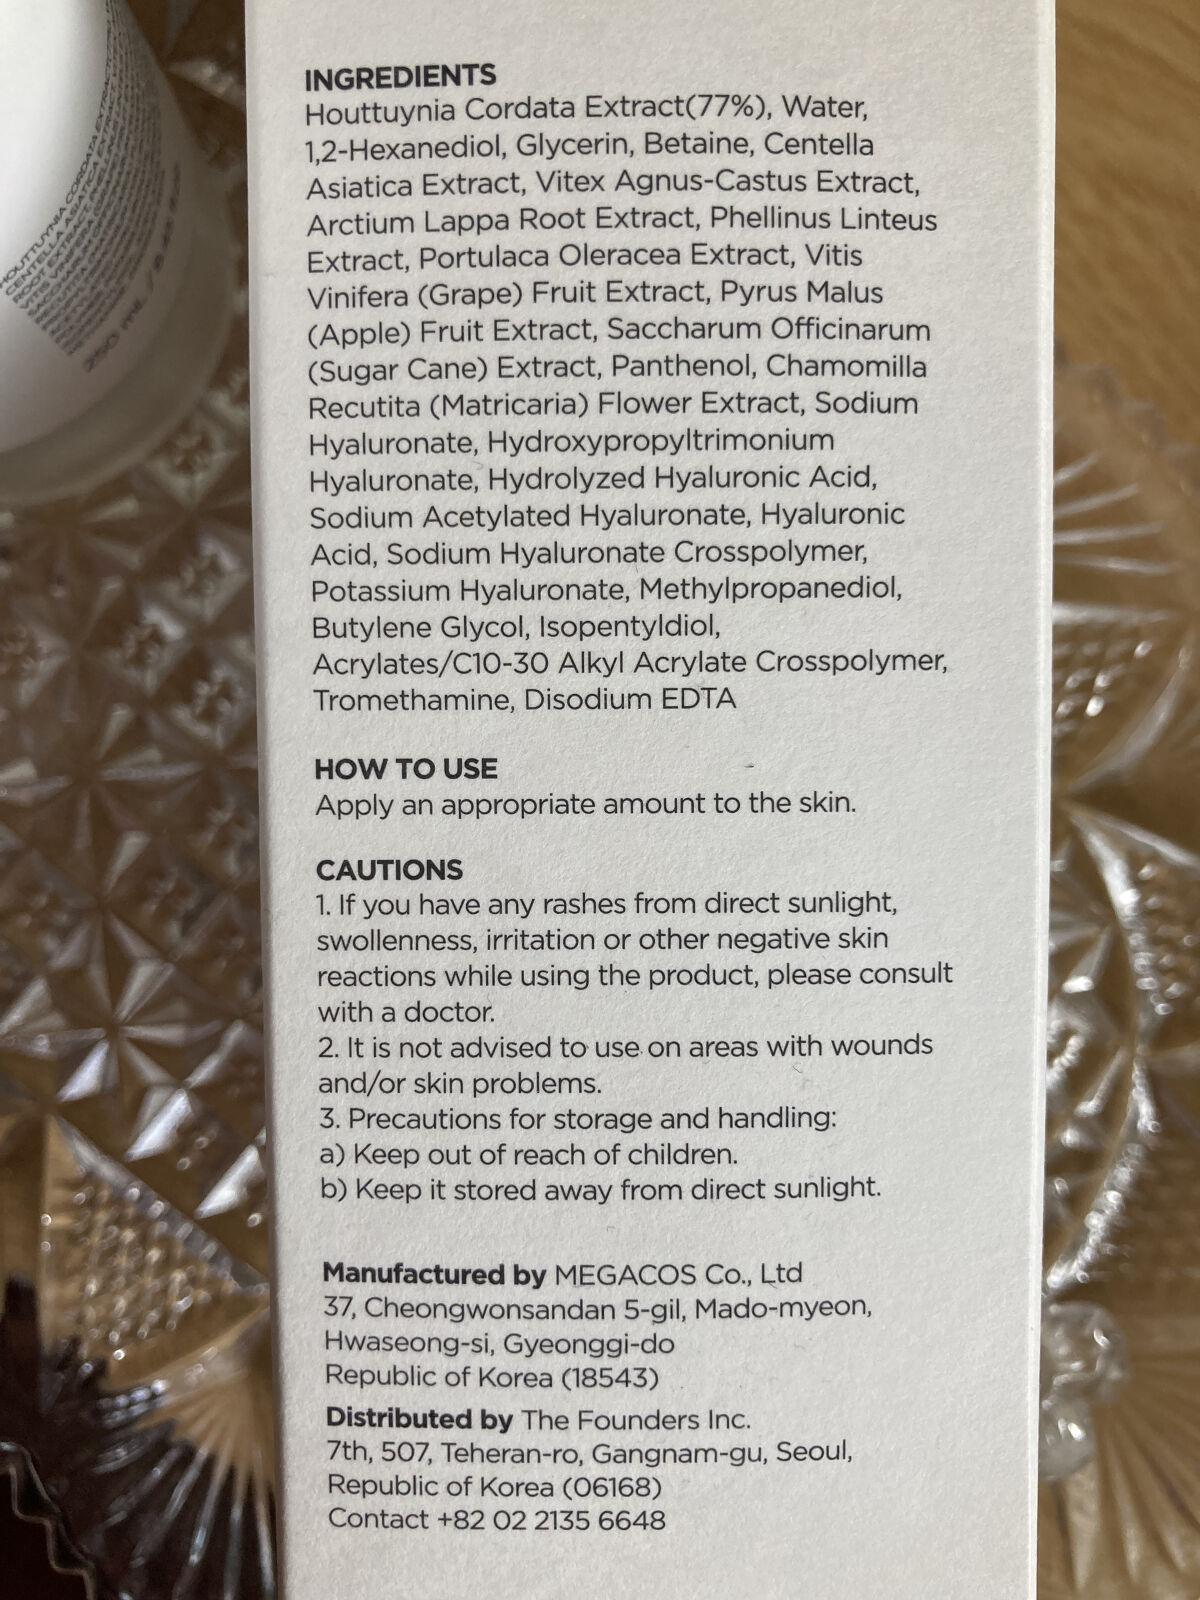 HOUTTUYNIA CORDATA EXTRACT
CENTELLA ASIATICA EXTR
250 ML /
INGREDIENTS
Houttuynia Cordata Extract(77%), Water,
1,2-Hexanediol, Glycerin, Betaine, Centella
Asiatica Extract, Vitex Agnus-Castus Extract,
Arctium Lappa Root Extract, Phellinus Linteus
Extract, Portulaca Oleracea Extract, Vitis
Vinifera (Grape) Fruit Extract, Pyrus Malus
(Apple) Fruit Extract, Saccharum Officinarum
(Sugar Cane) Extract, Panthenol, Chamomilla
Recutita (Matricaria) Flower Extract, Sodium
Hyaluronate, Hydroxypropyltrimonium
Hyaluronate, Hydrolyzed Hyaluronic Acid,
Sodium Acetylated Hyaluronate, Hyaluronic
Acid, Sodium Hyaluronate Crosspolymer,
Potassium Hyaluronate, Methylpropanediol,
Butylene Glycol, Isopentyldiol,
Acrylates/C10-30 Alkyl Acrylate Crosspolymer,
Tromethamine, Disodium EDTA
HOW TO USE
Apply an appropriate amount to the skin.
CAUTIONS
1. If you have any rashes from direct sunlight,
swollenness, irritation or other negative skin
reactions while using the product, please consult
with a doctor.
2. It is not advised to use on areas with wounds
and/or skin problems.
3. Precautions for storage and handling:
a) Keep out of reach of children.
b) Keep it stored away from direct sunlight.
Manufactured by MEGACOS Co., Ltd
37, Cheongwonsandan 5-gil, Mado-myeon,
Hwaseong-si, Gyeonggi-do
Republic of Korea (18543)
Distributed by The Founders Inc.
7th, 507, Teheran-ro, Gangnam-gu, Seoul,
Republic of Korea (06168)
Contact +82 02 2135 6648